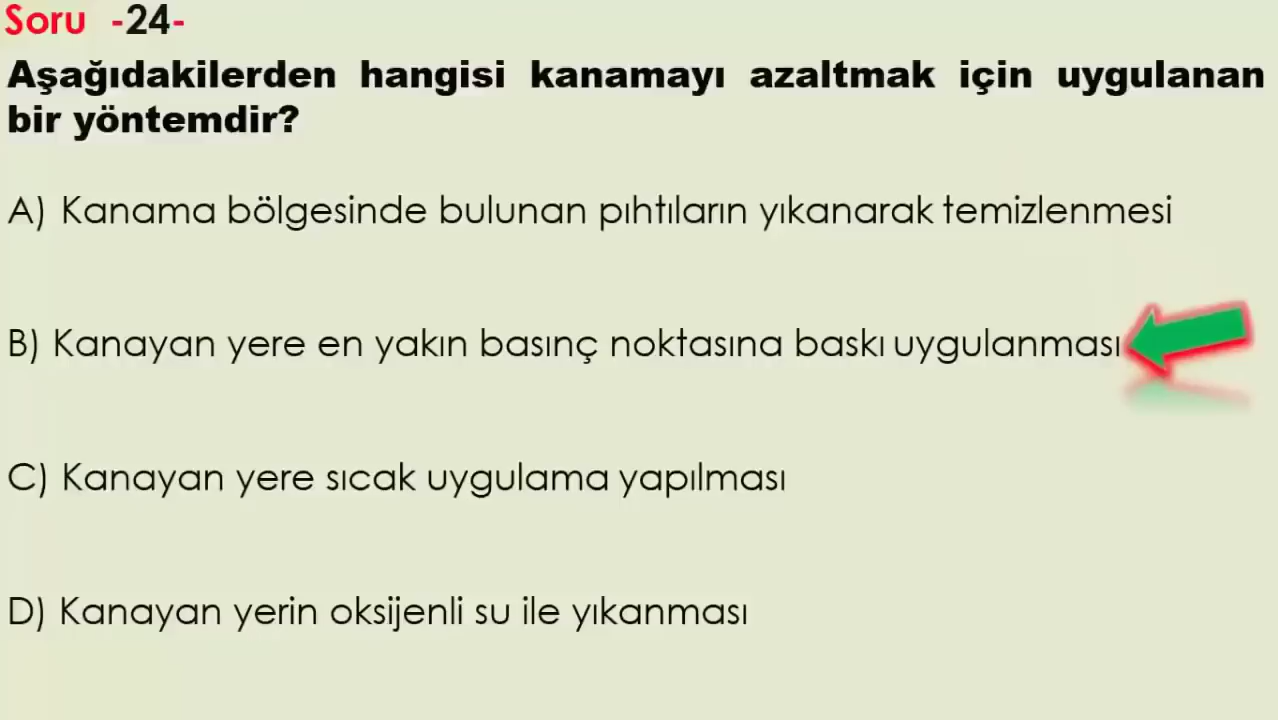 Soru -24-
Aşağıdakilerden hangisi kanamayı azaltmak için uygulanan
bir yöntemdir?
A) Kanama bölgesinde bulunan pıhtıların yıkanarak temizlenmesi
B) Kanayan yere en yakın basınç noktasına baskı uygulanması
C) Kanayan yere sıcak uygulama yapılması
D) Kanayan yerin oksijenli su ile yıkanması